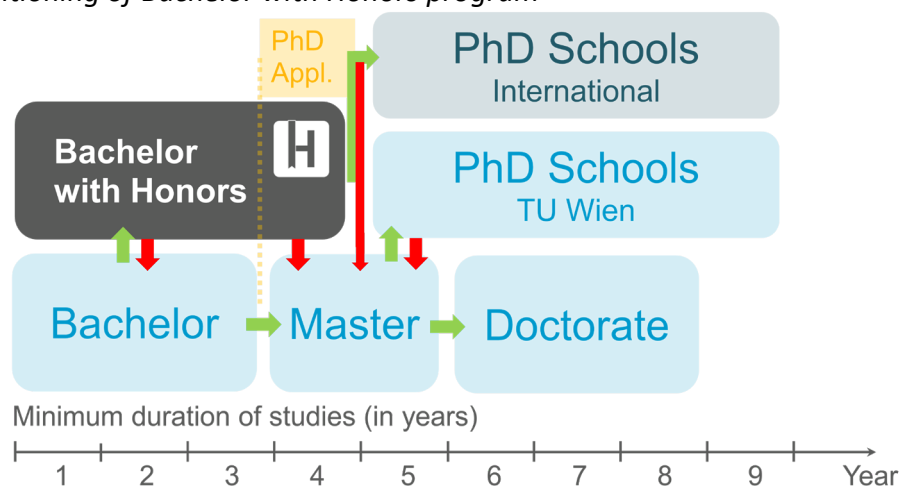 PhD
Appl.
PhD Schools
International
Bachelor
with Honors
H
PhD Schools
TU Wien
Bachelor
Master
Doctorate
Minimum duration of studies (in years)
1 2 3 4 5 6 7 8 9 Year